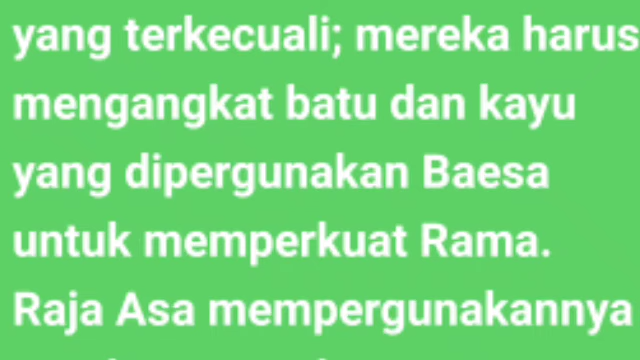 yang terkecuali; mereka harus
mengangkat batu dan kayu
yang dipergunakan Baesa
untuk memperkuat Rama.
Raja Asa mempergunakannya